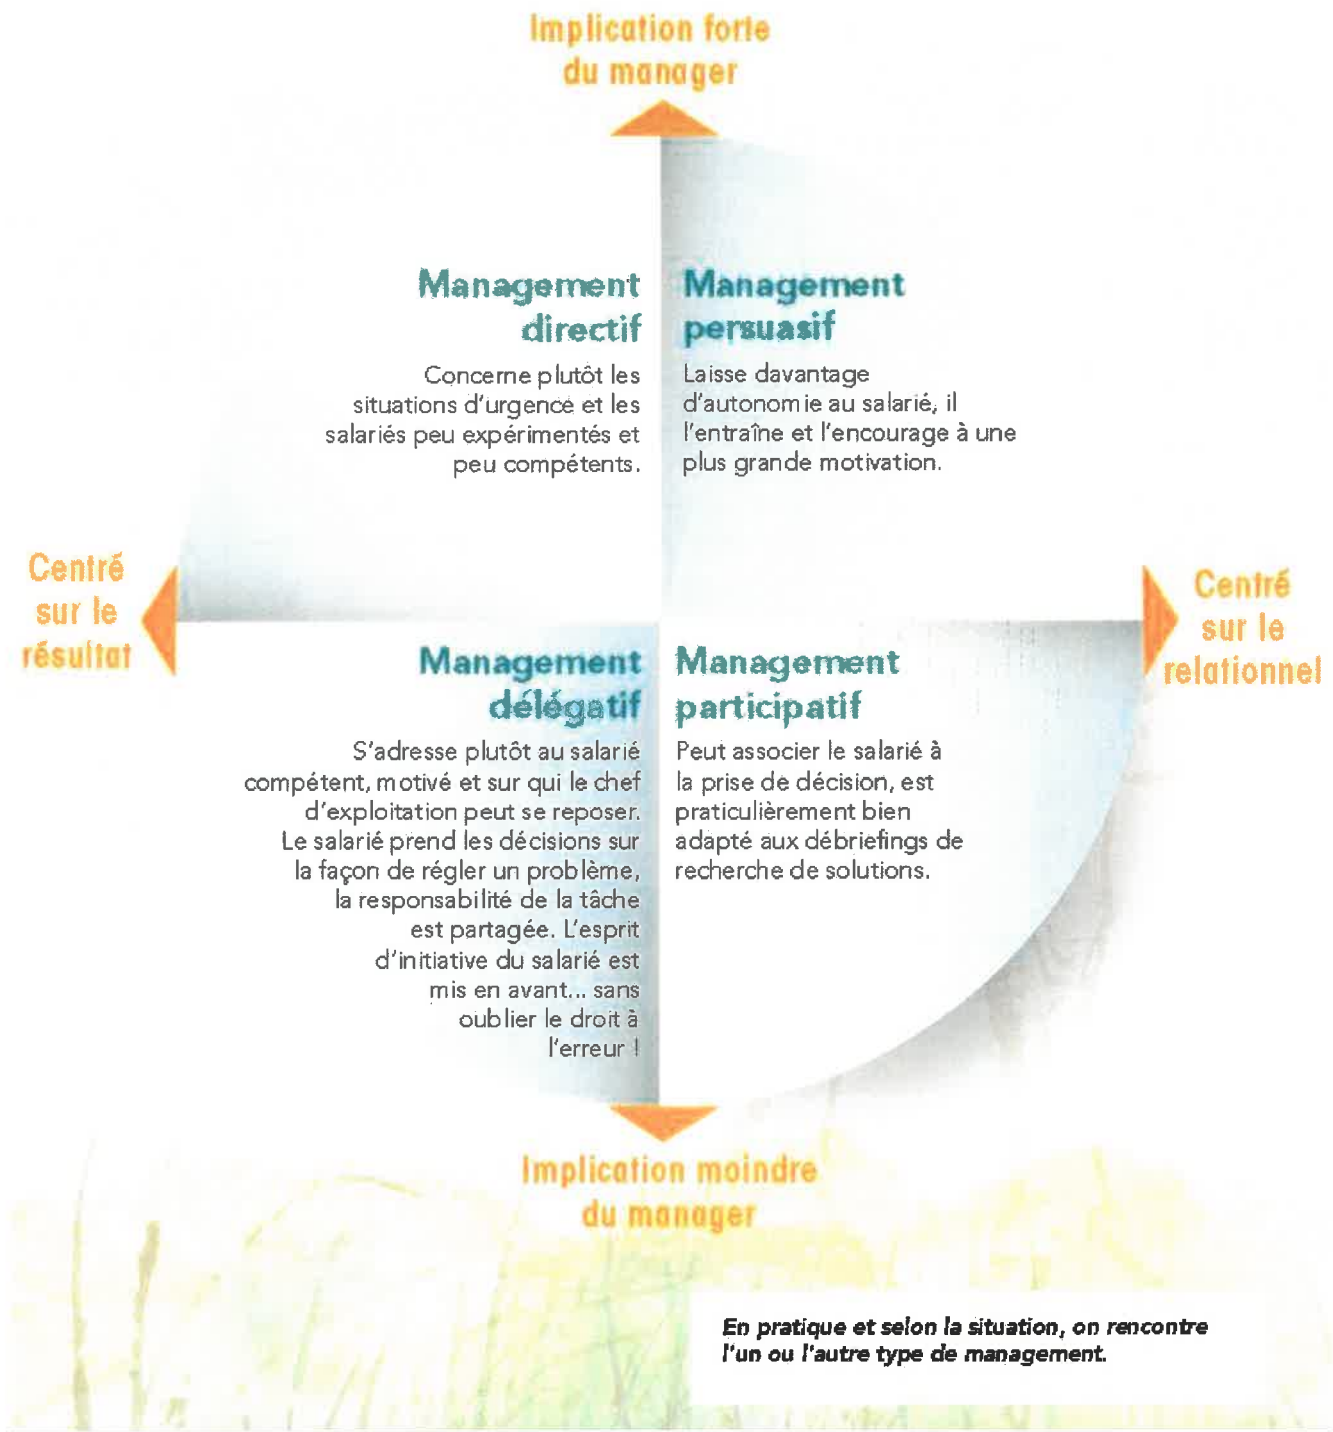 Implication forte
du manager
Management
directif
Concerne plutôt les
situations d'urgence et les
salariés peu expérimentés et
peu compétents.
Management
persuasif
Laisse davantage
d'autonomie au salarié, il
l'entraîne et l'encourage à une
plus grande motivation.
Centré
sur le
résultat
Centré
sur le
relationnel
Management
délégatif
S'adresse plutôt au salarié
compétent, motivé et sur qui le chef
d'exploitation peut se reposer.
Le salarié prend les décisions sur
la façon de régler un problème,
la responsabilité de la tâche
est partagée. L'esprit
d'initiative du salarié est
mis en avant... sans
oublier le droit à
l'erreur !
Management
participatif
Peut associer le salarié à
la prise de décision, est
praticulièrement bien
adapté aux débriefings de
recherche de solutions.
Implication moindre
du manager
En pratique et selon la situation, on rencontre
l'un ou l'autre type de management.